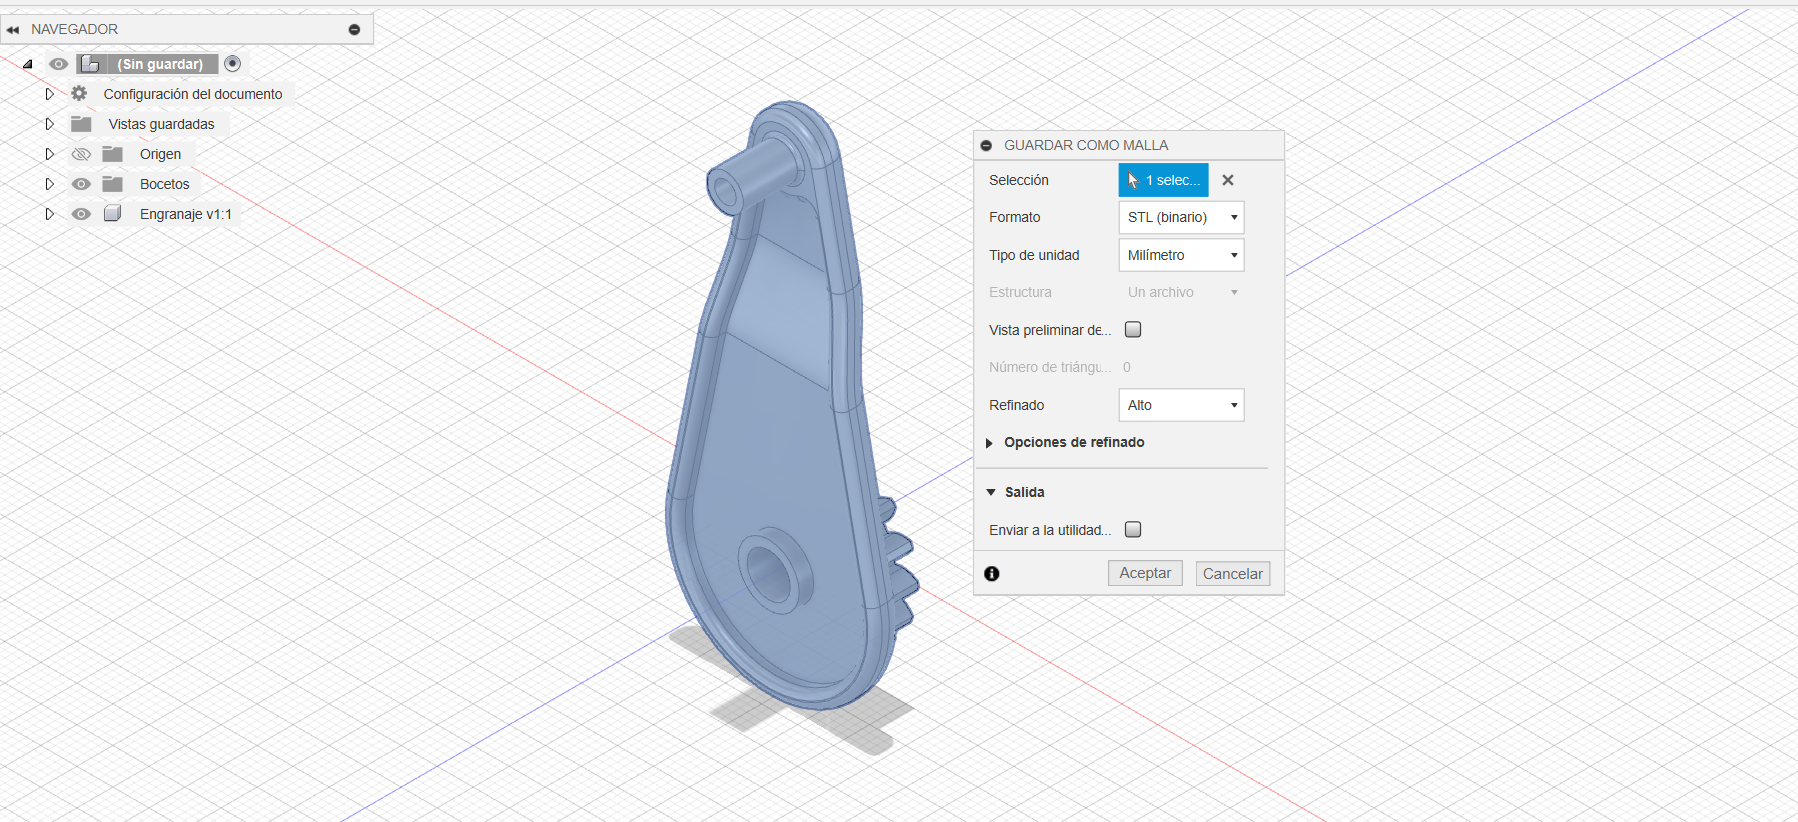 NAVEGADOR
(Sin guardar)
Configuración del documento
Vistas guardadas
Origen
Bocetos
Engranaje v1:1
GUARDAR COMO MALLA
Selección 1 selec...
Formato STL (binario)
Tipo de unidad Milímetro
Estructura Un archivo
Vista preliminar de...
Número de triángu... 0
Refinado Alto
Opciones de refinado
Salida
Enviar a la utilidad...
Aceptar Cancelar